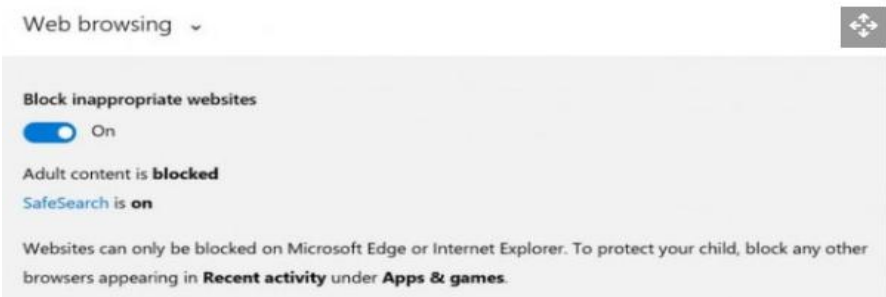 Web browsing
Block inappropriate websites
On
Adult content is blocked
SafeSearch is on
Websites can only be blocked on Microsoft Edge or Internet Explorer. To protect your child, block any other
browsers appearing in Recent activity under Apps & games.